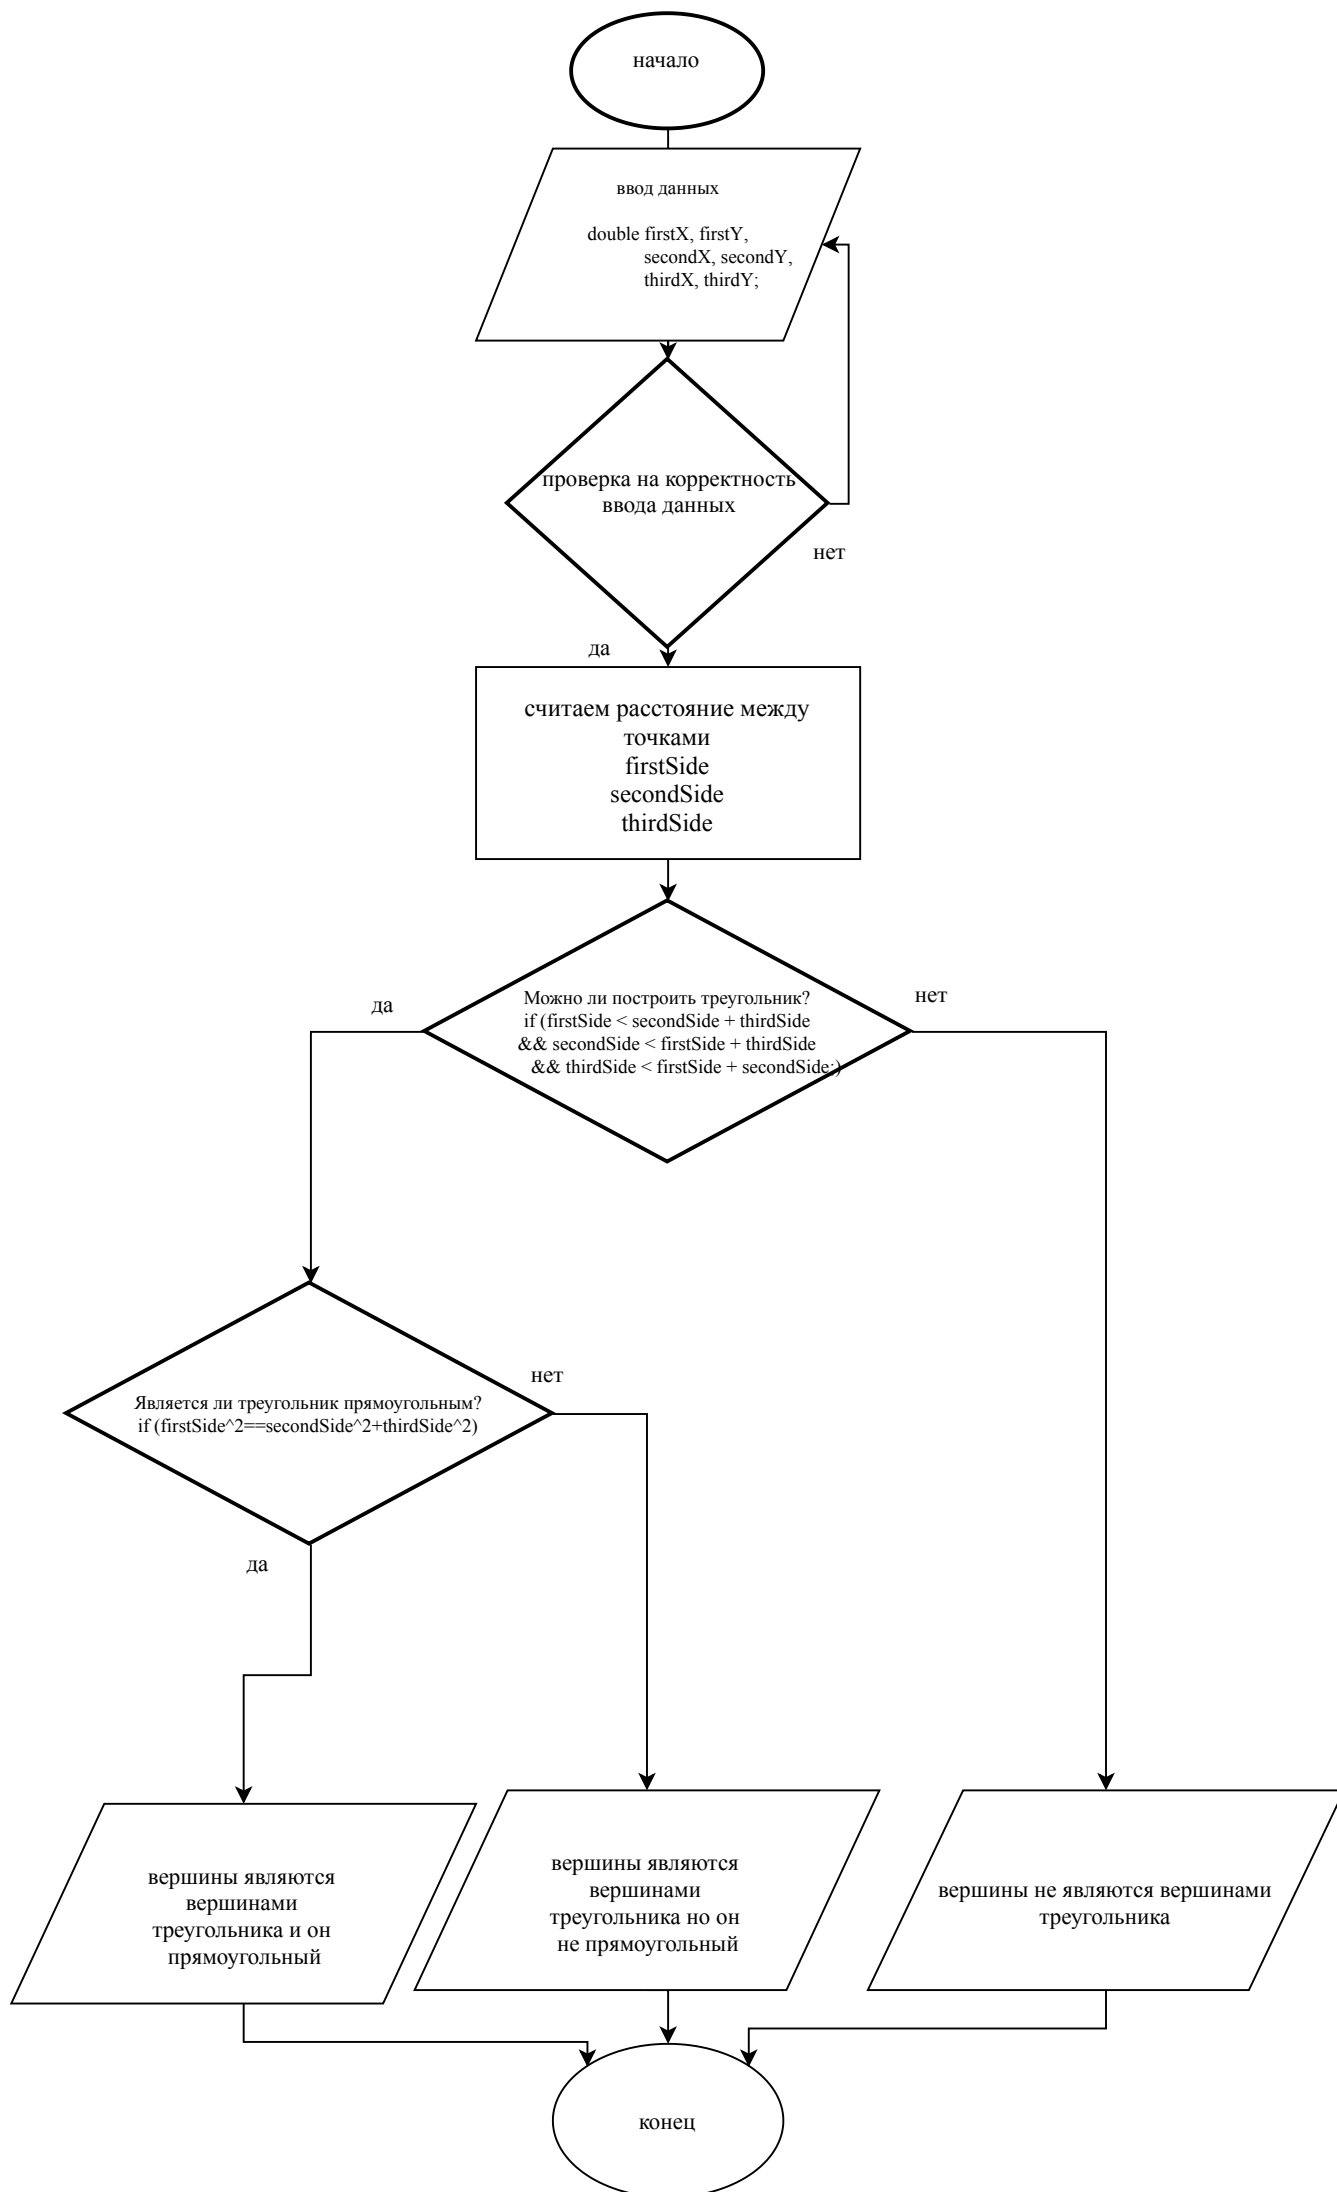 начало
ввод данных
double firstX, firstY,
secondX, secondY,
thirdX, thirdY;
проверка на корректность
ввода данных
нет
да
считаем расстояние между
точками
firstSide
secondSide
thirdSide
да
нет
Можно ли построить треугольник?
if (firstSide < secondSide + thirdSide
&& secondSide < firstSide + thirdSide
&& thirdSide < firstSide + secondSide;)
нет
Является ли треугольник прямоугольным?
if (firstSide^2==secondSide^2+thirdSide^2)
да
вершины являются
вершинами
треугольника и он
прямоугольный
вершины являются
вершинами
треугольника но он
не прямоугольный
вершины не являются вершинами
треугольника
конец